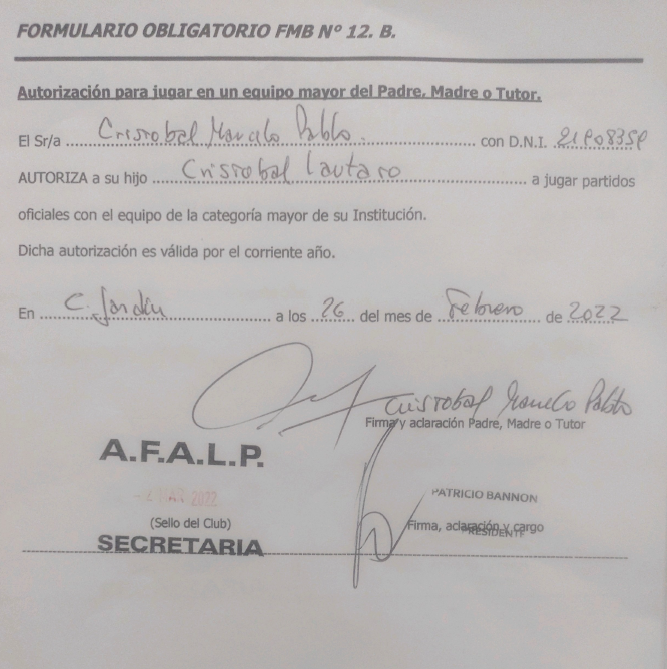 FORMULARIO OBLIGATORIO FMB Nº 12. B.
Autorización para jugar en un equipo mayor del Padre, Madre o Tutor.
El Sr/a Cristobal Marcelo Pablo. con D.N.I.
AUTORIZA a su hijo Cristobal Lautaro a jugar partidos
oficiales con el equipo de la categoría mayor de su Institución.
Dicha autorización es válida por el corriente año.
En C. Jardín a los 26 del mes de Febrero de 2022
Cristobal Marcelo Pablo
Firma y aclaración Padre, Madre o Tutor
A.F.A.L.P.
MAR 2022
PATRICIO BANNON
(Sello del Club)
Firma, aclaración y cargo
PRESIDENTE
SECRETARIA